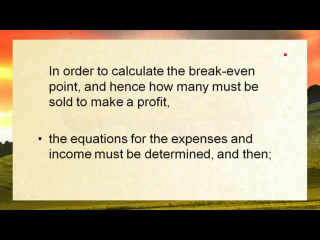 In order to calculate the break-even
point, and hence how many must be
sold to make a profit,
• the equations for the expenses and
income must be determined, and then;